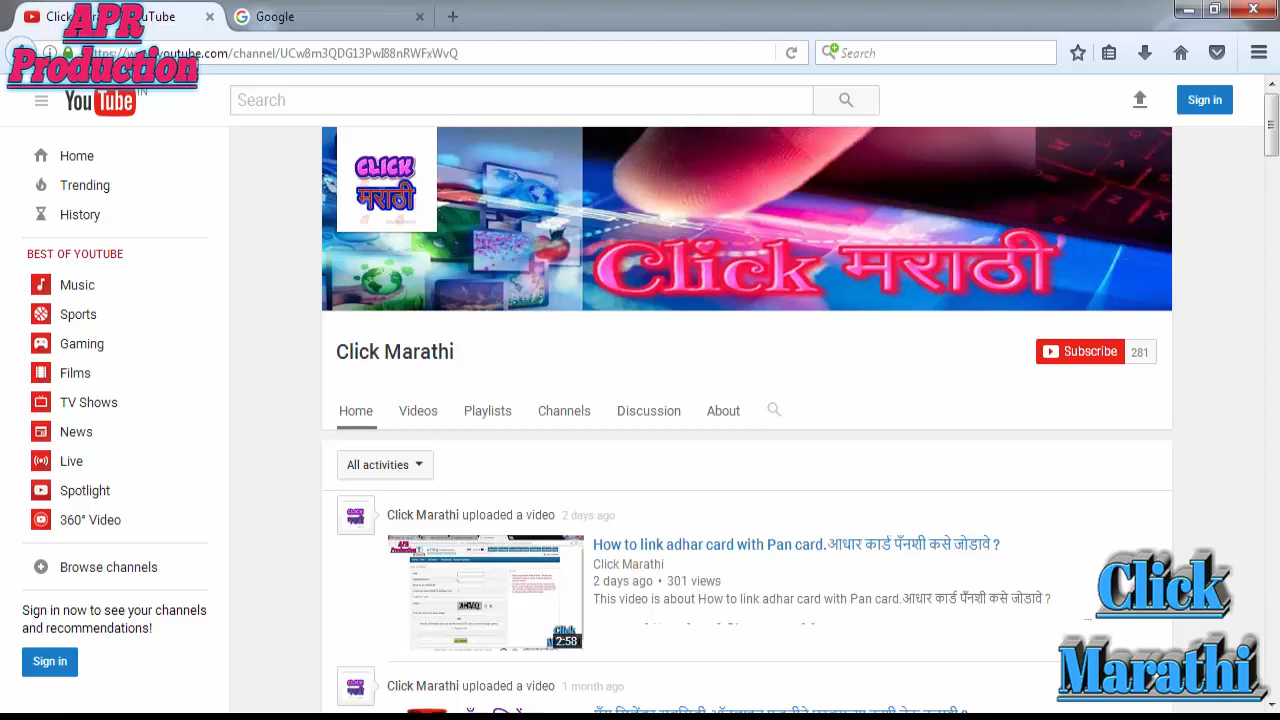 YouTube
Google
APR
Production
youtube.com/channel/UCw8m3QDG13PwI88nRWFxWvQ
Search
YouTube IN
Search
Sign in
Home
Trending
History
BEST OF YOUTUBE
Music
Sports
Gaming
Films
TV Shows
News
Live
Spotlight
360° Video
Browse channels
Sign in now to see your channels
and recommendations!
Sign in
CLICK
मराठी
Click मराठी
Click Marathi
Subscribe 281
Home Videos Playlists Channels Discussion About
All activities
Click Marathi uploaded a video 2 days ago
How to link adhar card with Pan card.आधार कार्ड पॅनशी कसे जोडावे ?
Click Marathi
2 days ago • 301 views
This video is about How to link adhar card with Pan card.आधार कार्ड पॅनशी कसे जोडावे ?
2:58
Click Marathi uploaded a video 1 month ago
Click
Marathi